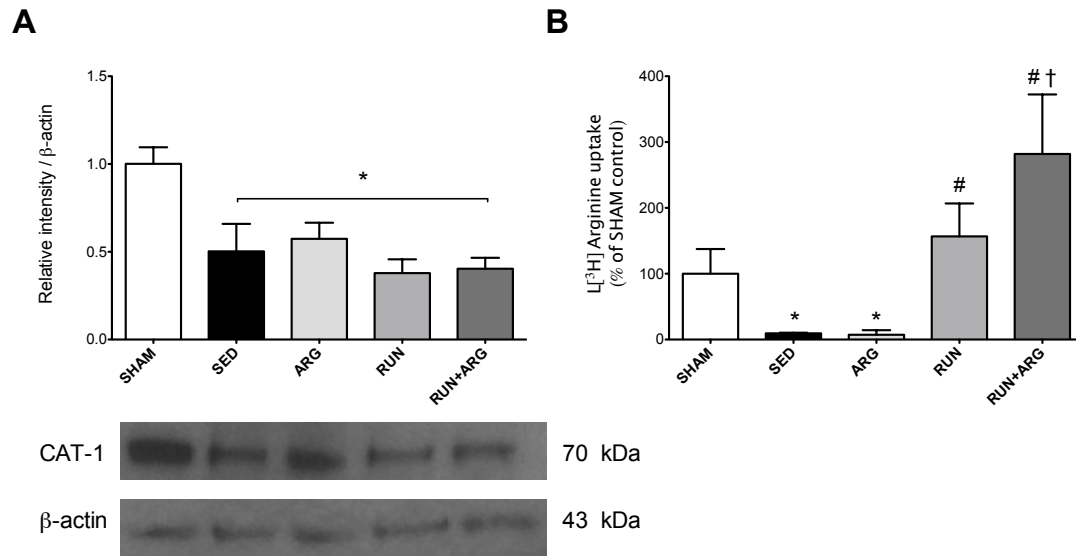 A
Relative intensity / β-actin
1.5
1.0
0.5
0.0
*
SHAM
SED
ARG
RUN
RUN+ARG
CAT-1
70 kDa
β-actin
43 kDa
B
L[³H] Arginine uptake
(% of SHAM control)
400
300
200
100
0
*
*
#
# †
SHAM
SED
ARG
RUN
RUN+ARG